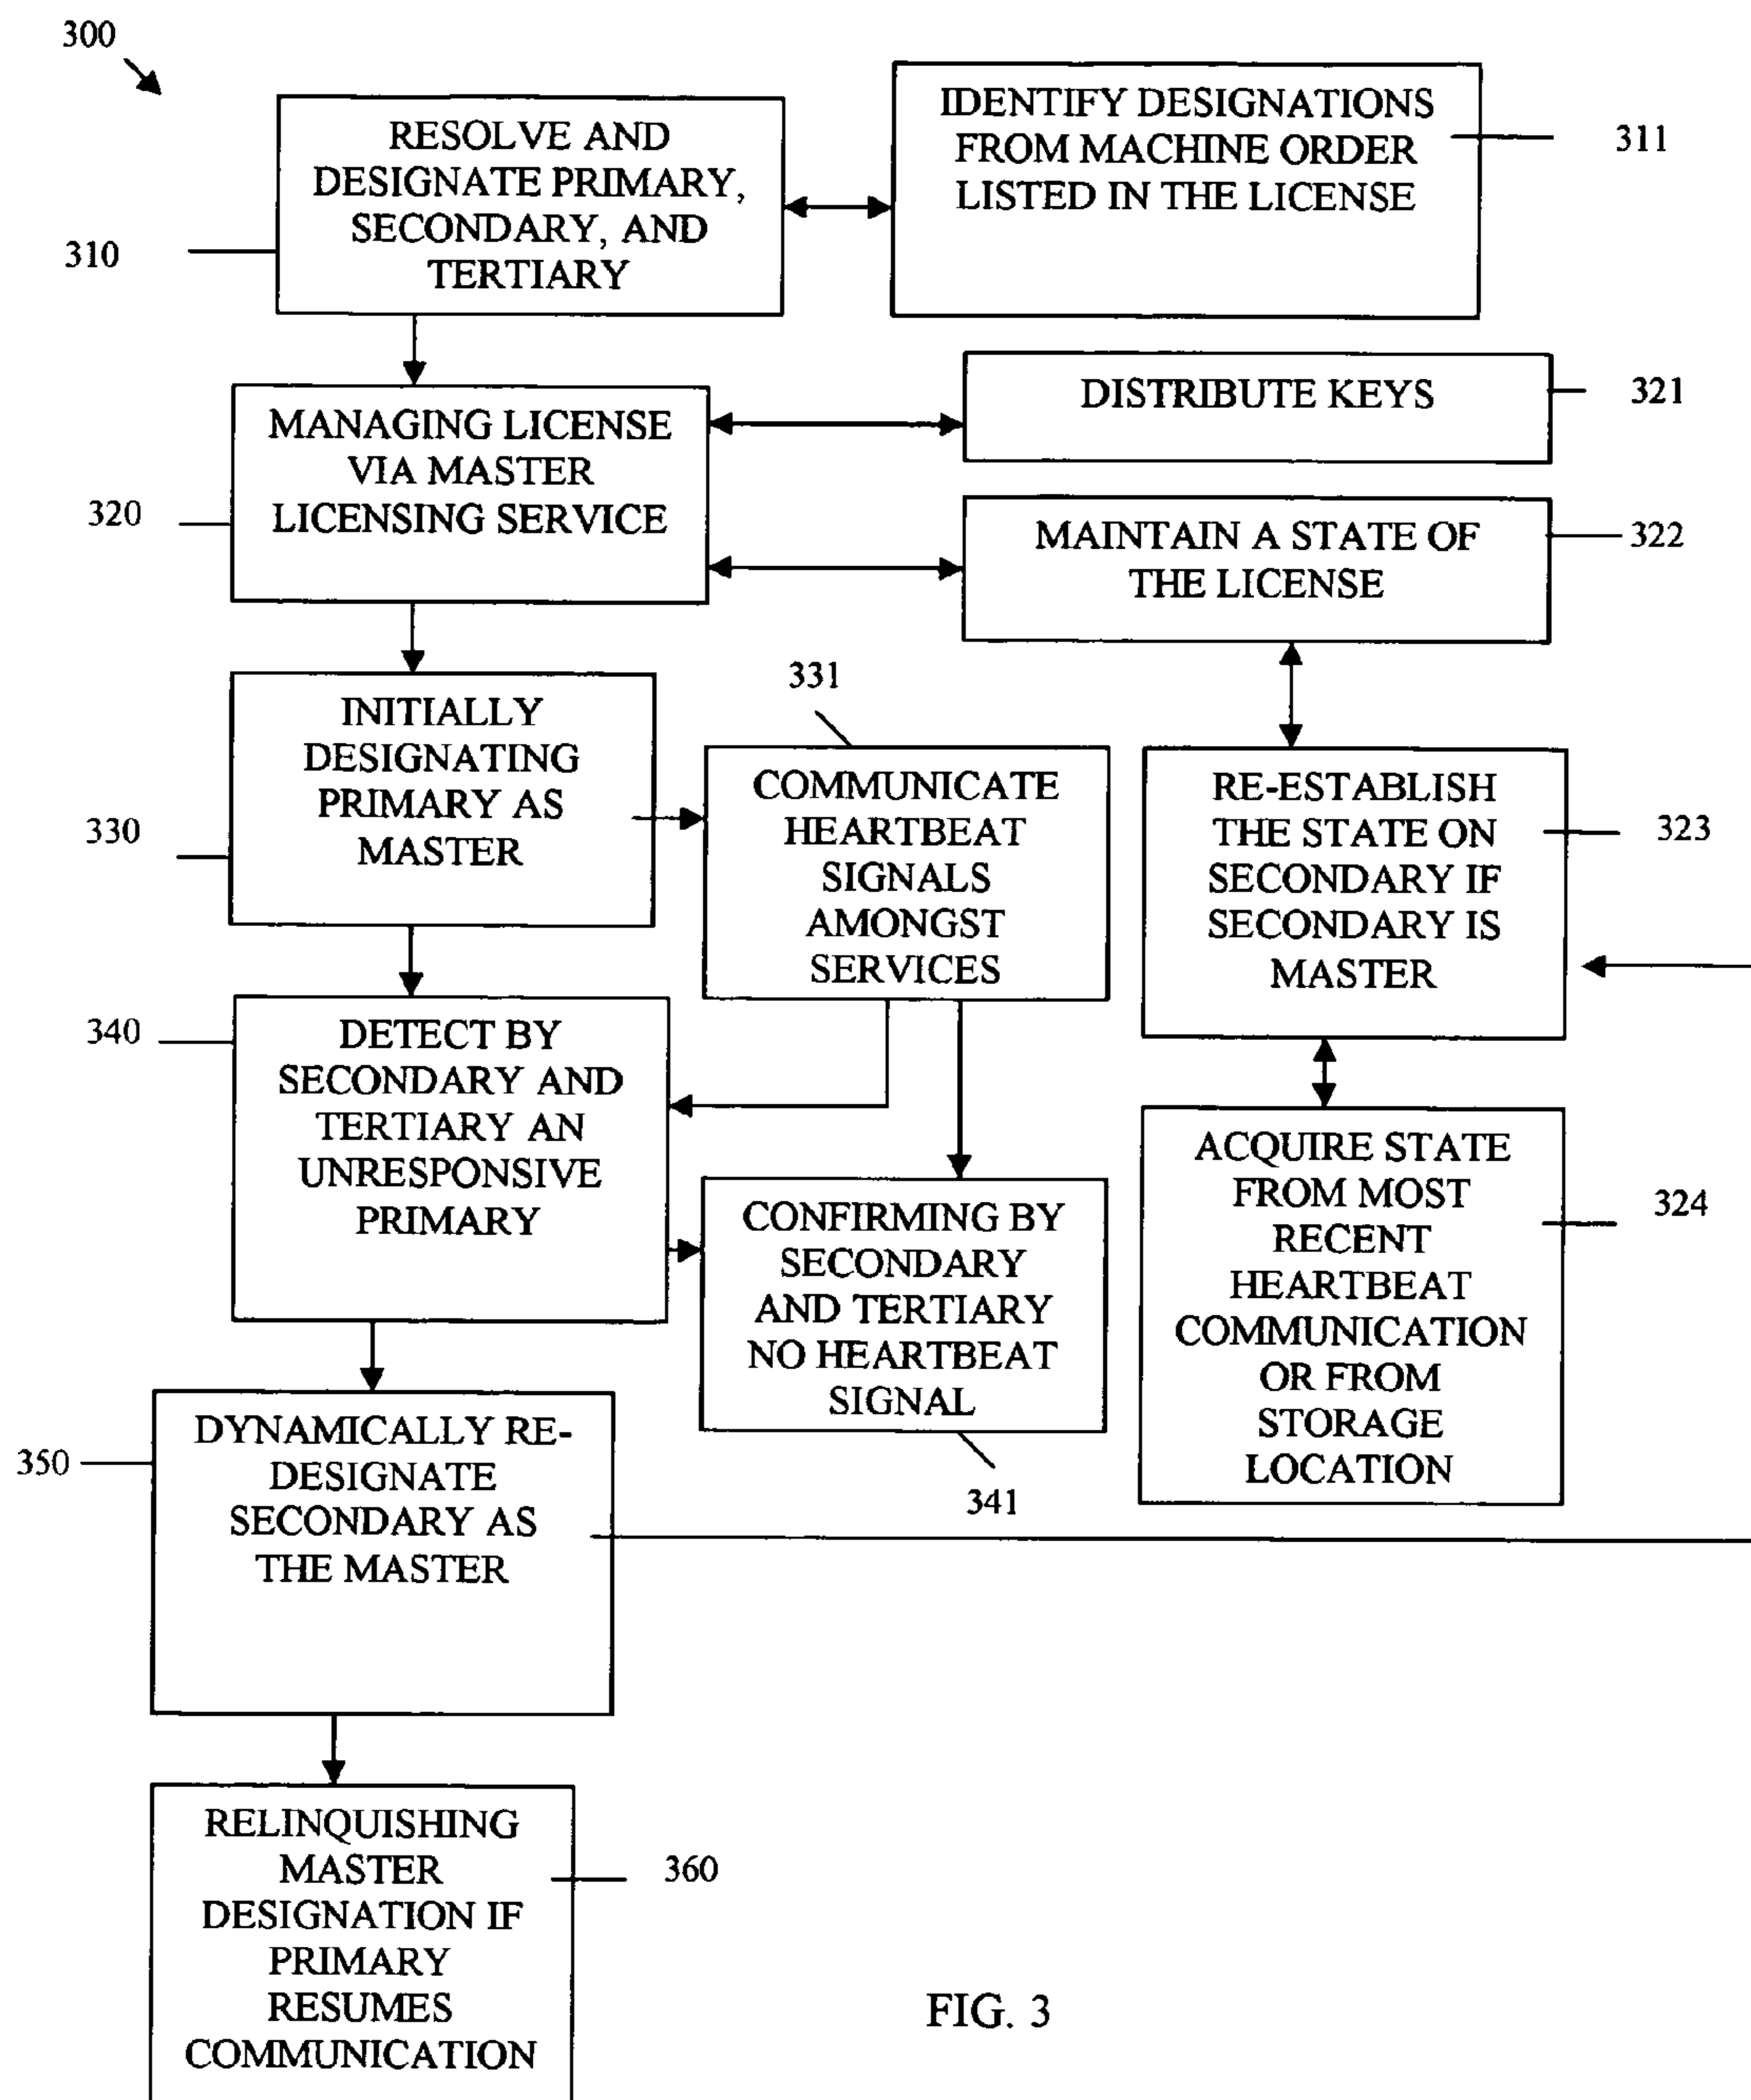 300
RESOLVE AND
DESIGNATE PRIMARY,
SECONDARY, AND
TERTIARY
310
IDENTIFY DESIGNATIONS
FROM MACHINE ORDER
LISTED IN THE LICENSE
311
MANAGING LICENSE
VIA MASTER
LICENSING SERVICE
320
DISTRIBUTE KEYS
321
MAINTAIN A STATE OF
THE LICENSE
322
INITIALLY
DESIGNATING
PRIMARY AS
MASTER
330
331
COMMUNICATE
HEARTBEAT
SIGNALS
AMONGST
SERVICES
RE-ESTABLISH
THE STATE ON
SECONDARY IF
SECONDARY IS
MASTER
323
340
DETECT BY
SECONDARY AND
TERTIARY AN
UNRESPONSIVE
PRIMARY
CONFIRMING BY
SECONDARY
AND TERTIARY
NO HEARTBEAT
SIGNAL
341
ACQUIRE STATE
FROM MOST
RECENT
HEARTBEAT
COMMUNICATION
OR FROM
STORAGE
LOCATION
324
350
DYNAMICALLY RE-
DESIGNATE
SECONDARY AS
THE MASTER
RELINQUISHING
MASTER
DESIGNATION IF
PRIMARY
RESUMES
COMMUNICATION
360
FIG. 3